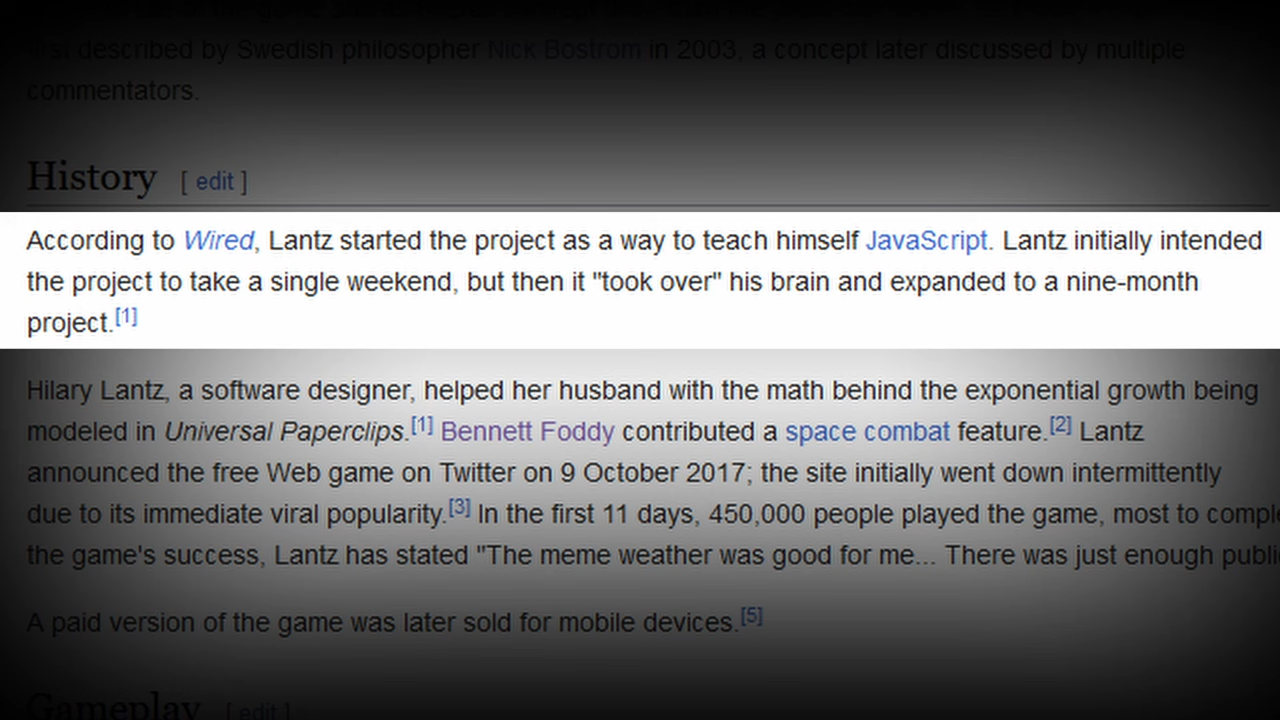 first described by Swedish philosopher Nick Bostrom in 2003, a concept later discussed by multiple
commentators.
History [ edit ]
According to Wired, Lantz started the project as a way to teach himself JavaScript. Lantz initially intended
the project to take a single weekend, but then it "took over" his brain and expanded to a nine-month
project.[1]
Hilary Lantz, a software designer, helped her husband with the math behind the exponential growth being
modeled in Universal Paperclips.[1] Bennett Foddy contributed a space combat feature.[2] Lantz
announced the free Web game on Twitter on 9 October 2017; the site initially went down intermittently
due to its immediate viral popularity.[3] In the first 11 days, 450,000 people played the game, most to compl
the game's success, Lantz has stated "The meme weather was good for me... There was just enough publi
A paid version of the game was later sold for mobile devices.[5]
Gameplay [ edit ]